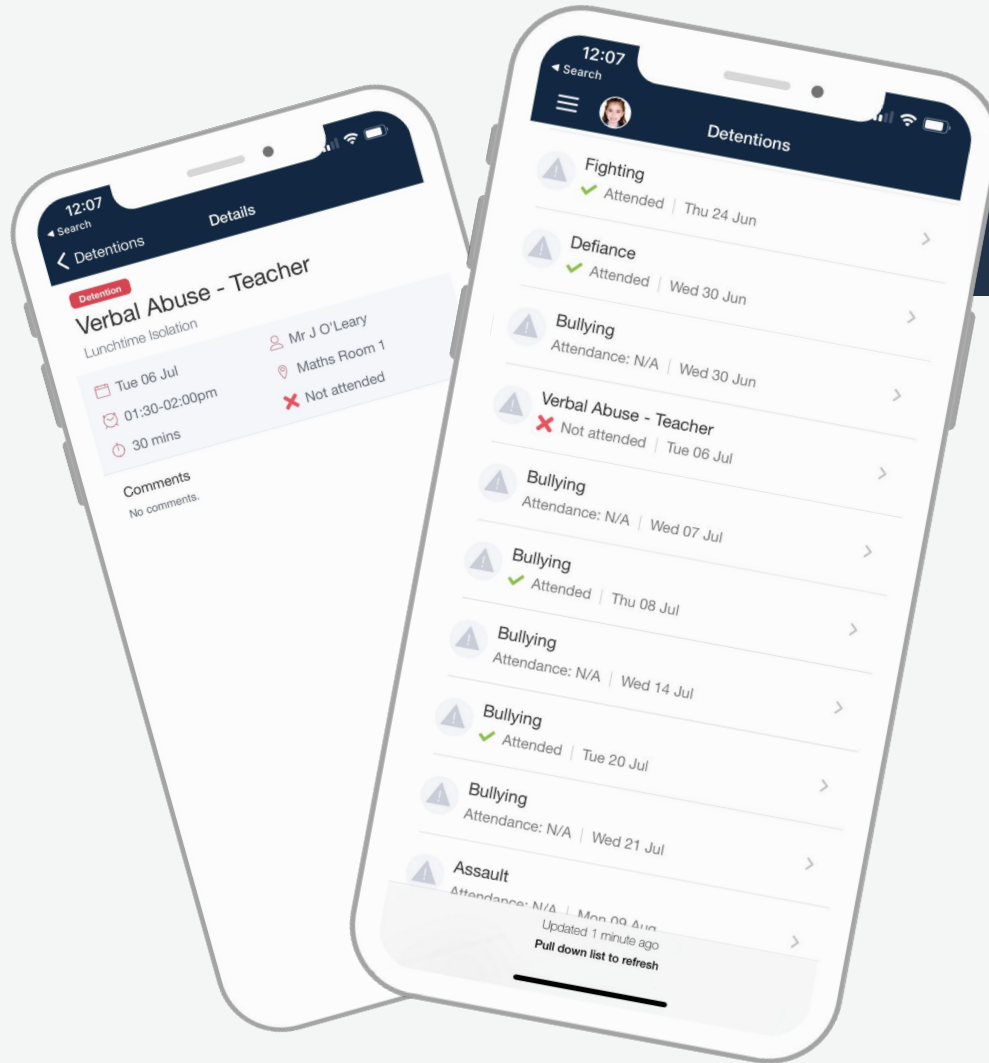 12:07
Search
Detentions
Details
Detention
Verbal Abuse - Teacher
Lunchtime Isolation
Tue 06 Jul
Mr J O'Leary
01:30-02:00pm
Maths Room 1
30 mins
Not attended
Comments
No comments.
12:07
Search
Detentions
Fighting
Attended | Thu 24 Jun
Defiance
Attended | Wed 30 Jun
Bullying
Attendance: N/A | Wed 30 Jun
Verbal Abuse - Teacher
Not attended | Tue 06 Jul
Bullying
Attendance: N/A | Wed 07 Jul
Bullying
Attended | Thu 08 Jul
Bullying
Attendance: N/A | Wed 14 Jul
Bullying
Attended | Tue 20 Jul
Bullying
Attendance: N/A | Wed 21 Jul
Assault
Attendance: N/A | Mon 09 Aug
Updated 1 minute ago
Pull down list to refresh